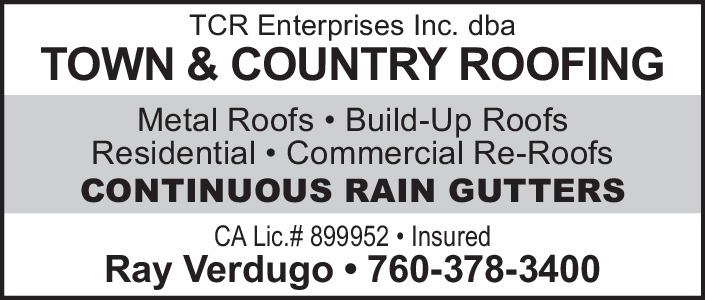 TCR Enterprises Inc. dba
TOWN & COUNTRY ROOFING
Metal Roofs • Build-Up Roofs
Residential • Commercial Re-Roofs
CONTINUOUS RAIN GUTTERS
CA Lic.# 899952 • Insured
Ray Verdugo • 760-378-3400